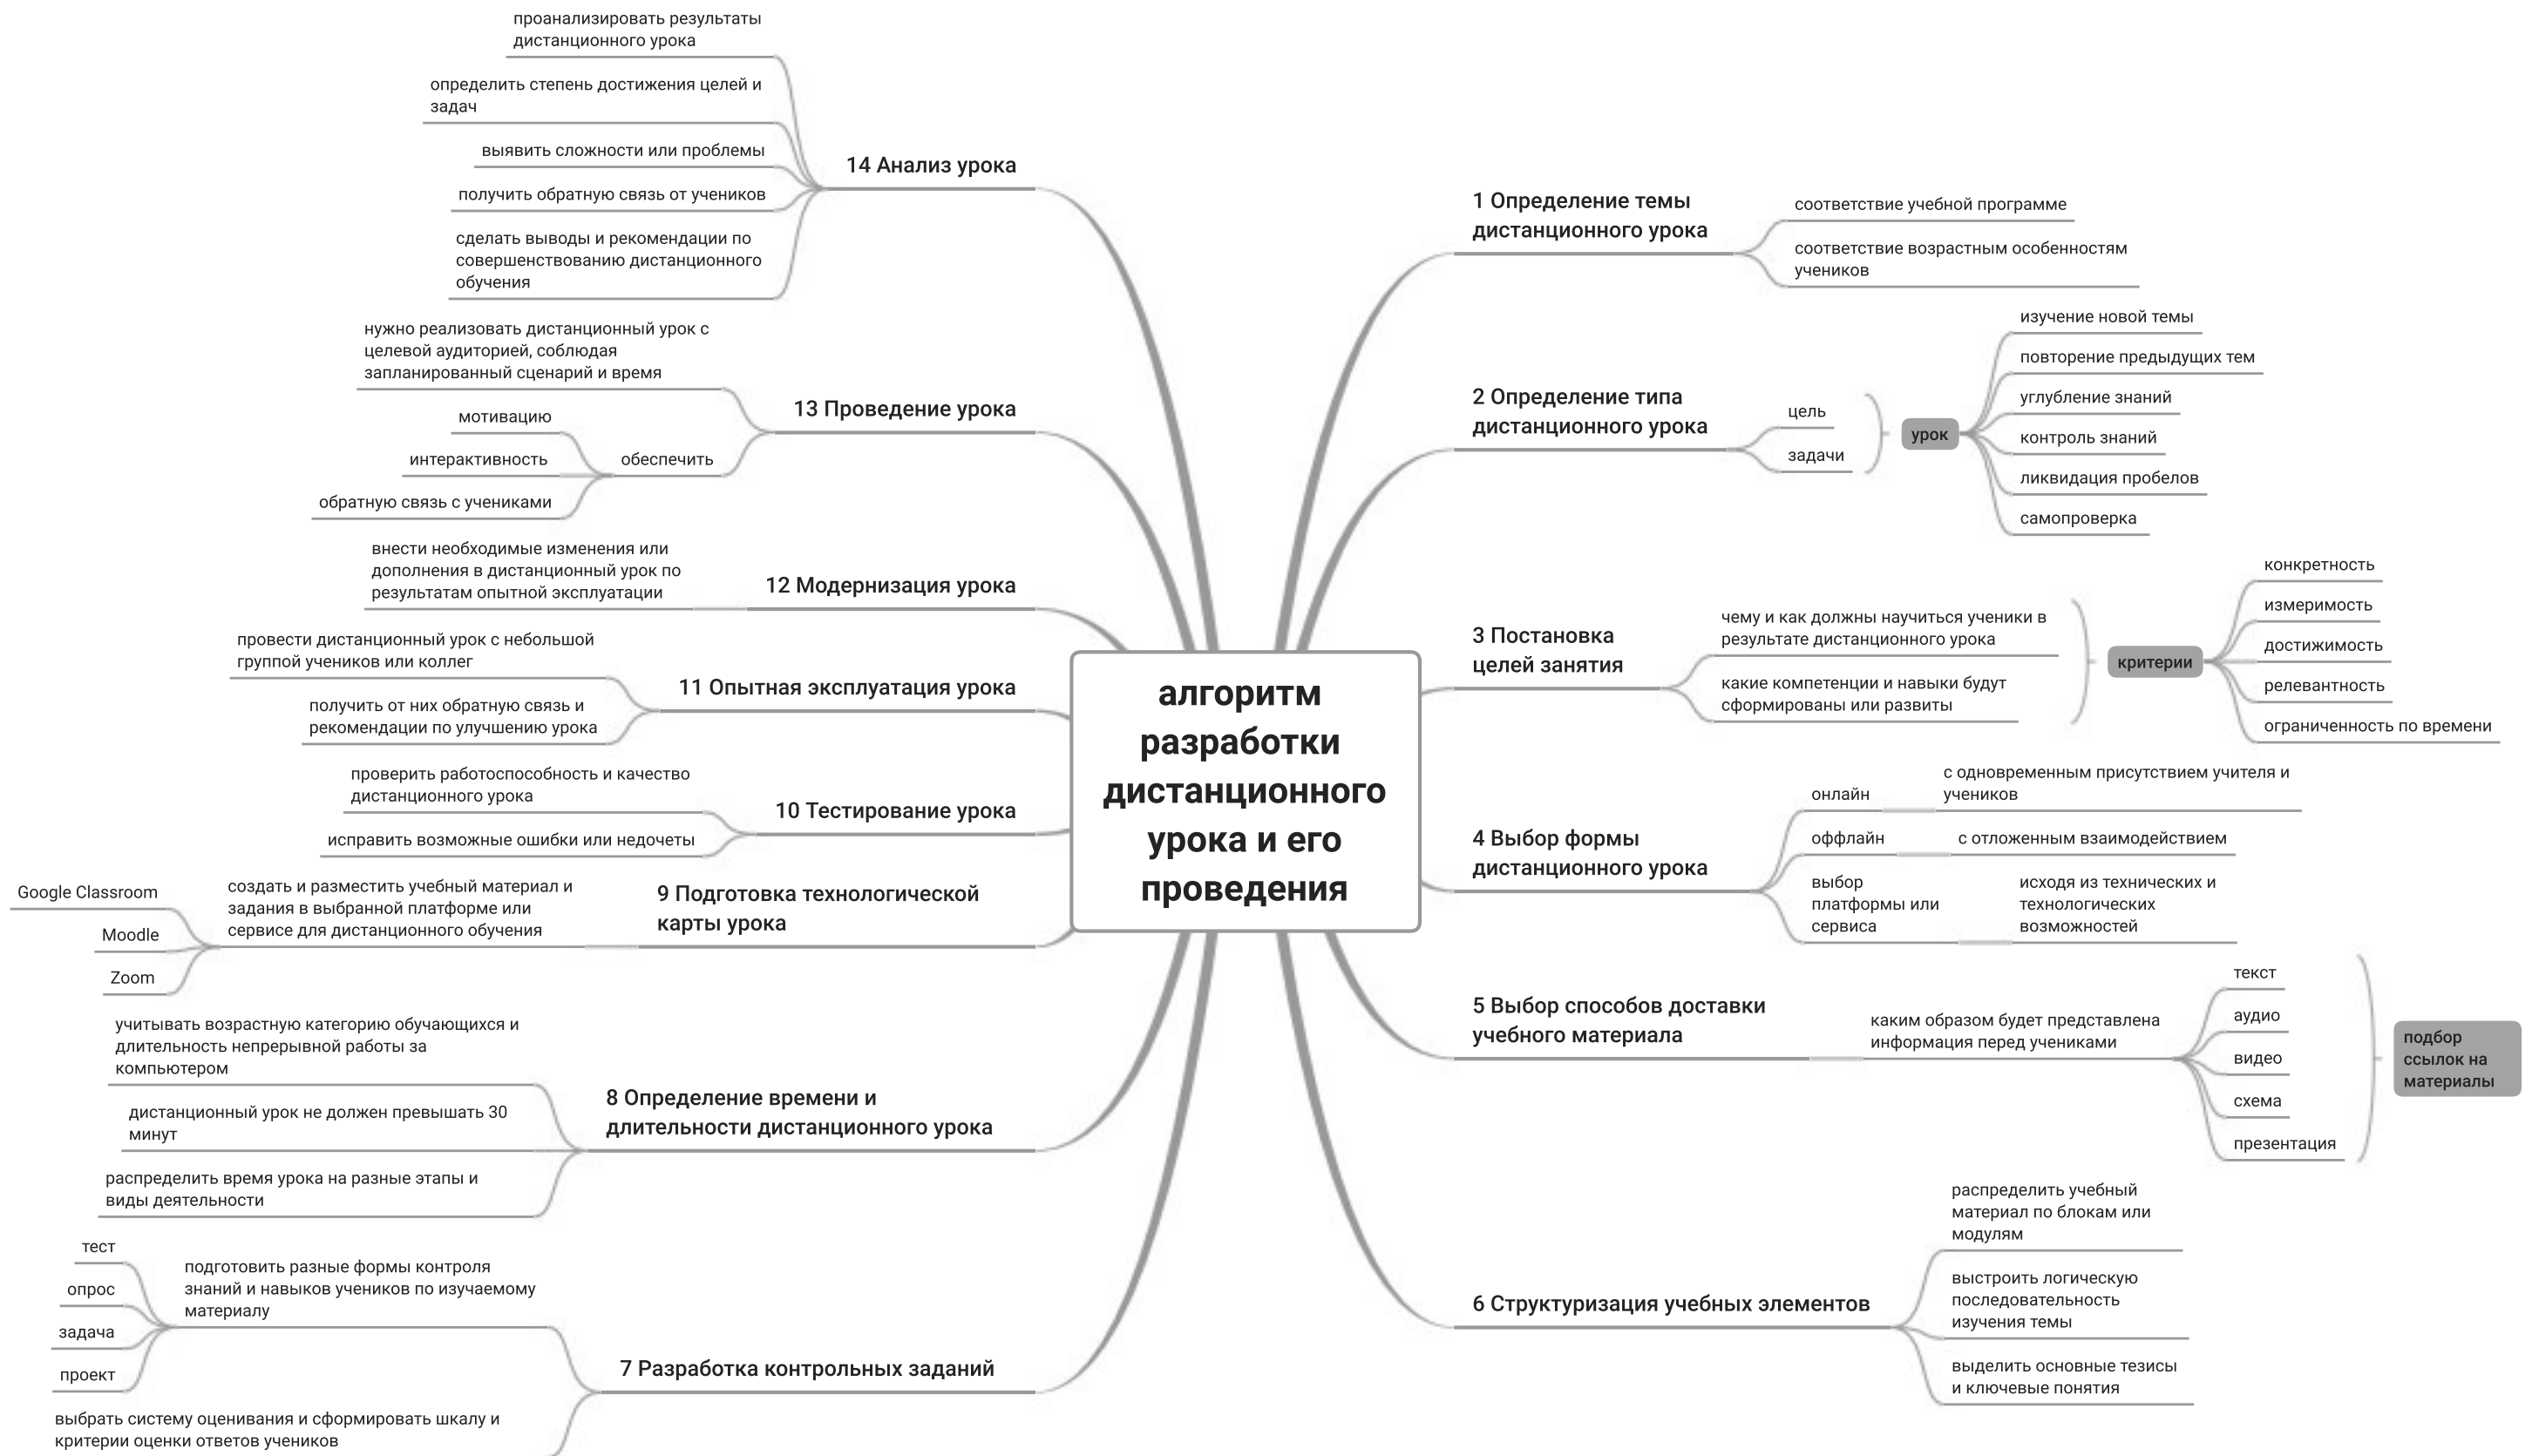 алгоритм
разработки
дистанционного
урока и его
проведения
1 Определение темы
дистанционного урока
соответствие учебной программе
соответствие возрастным особенностям
учеников
2 Определение типа
дистанционного урока
цель
задачи
урок
изучение новой темы
повторение предыдущих тем
углубление знаний
контроль знаний
ликвидация пробелов
самопроверка
3 Постановка
целей занятия
чему и как должны научиться ученики в
результате дистанционного урока
какие компетенции и навыки будут
сформированы или развиты
критерии
конкретность
измеримость
достижимость
релевантность
ограниченность по времени
4 Выбор формы
дистанционного урока
онлайн
с одновременным присутствием учителя и
учеников
оффлайн
с отложенным взаимодействием
выбор
платформы или
сервиса
исходя из технических и
технологических
возможностей
5 Выбор способов доставки
учебного материала
каким образом будет представлена
информация перед учениками
текст
аудио
видео
схема
презентация
подбор
ссылок на
материалы
6 Структуризация учебных элементов
распределить учебный
материал по блокам или
модулям
выстроить логическую
последовательность
изучения темы
выделить основные тезисы
и ключевые понятия
7 Разработка контрольных заданий
подготовить разные формы контроля
знаний и навыков учеников по изучаемому
материалу
тест
опрос
задача
проект
выбрать систему оценивания и сформировать шкалу и
критерии оценки ответов учеников
8 Определение времени и
длительности дистанционного урока
учитывать возрастную категорию обучающихся и
длительность непрерывной работы за
компьютером
дистанционный урок не должен превышать 30
минут
распределить время урока на разные этапы и
виды деятельности
9 Подготовка технологической
карты урока
создать и разместить учебный материал и
задания в выбранной платформе или
сервисе для дистанционного обучения
Google Classroom
Moodle
Zoom
10 Тестирование урока
проверить работоспособность и качество
дистанционного урока
исправить возможные ошибки или недочеты
11 Опытная эксплуатация урока
провести дистанционный урок с небольшой
группой учеников или коллег
получить от них обратную связь и
рекомендации по улучшению урока
12 Модернизация урока
внести необходимые изменения или
дополнения в дистанционный урок по
результатам опытной эксплуатации
13 Проведение урока
нужно реализовать дистанционный урок с
целевой аудиторией, соблюдая
запланированный сценарий и время
обеспечить
мотивацию
интерактивность
обратную связь с учениками
14 Анализ урока
проанализировать результаты
дистанционного урока
определить степень достижения целей и
задач
выявить сложности или проблемы
получить обратную связь от учеников
сделать выводы и рекомендации по
совершенствованию дистанционного
обучения